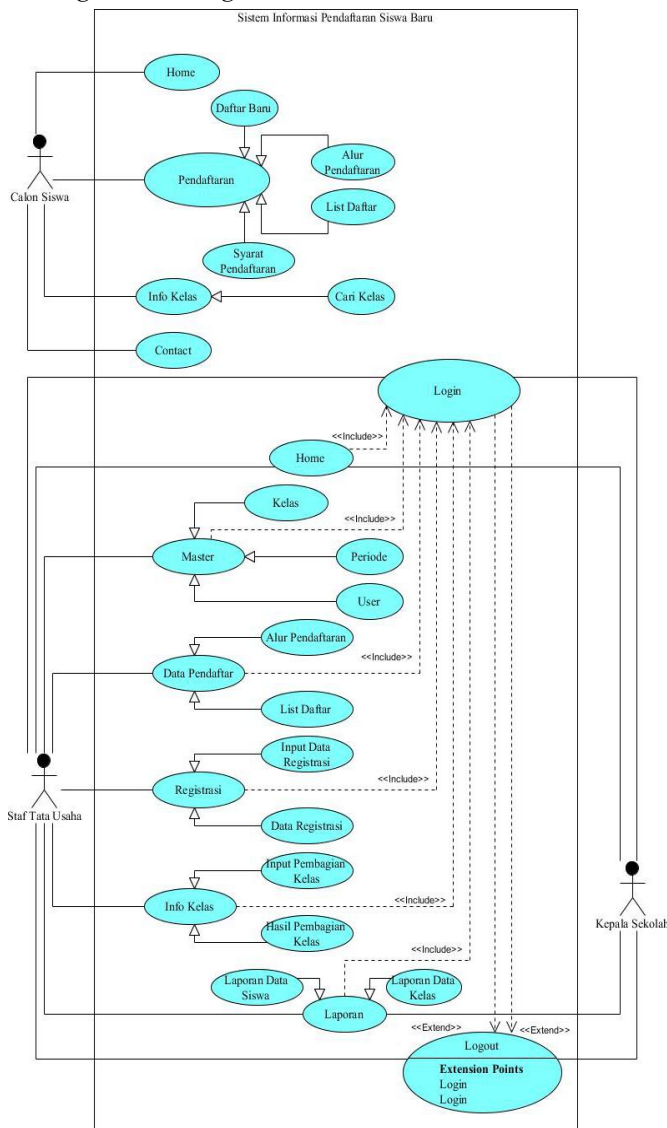 Sistem Informasi Pendaftaran Siswa Baru
Home
Daftar Baru
Alur
Pendaftaran
Pendaftaran
Calon Siswa
List Daftar
Syarat
Pendaftaran
Info Kelas
Cari Kelas
Contact
Login
<<Include>>
Home
Kelas
<<Include>>
Master
Periode
User
Alur Pendaftaran
<<Include>>
Data Pendaftar
List Daftar
Input Data
Registrasi
<<Include>>
Registrasi
Staf Tata Usaha
Data Registrasi
Input Pembagian
Kelas
<<Include>>
Info Kelas
Hasil Pembagian
Kelas
Kepala Sekolah
<<Include>>
Laporan Data
Siswa
Laporan Data
Kelas
Laporan
<<Extend>>
<<Extend>>
Logout
Extension Points
Login
Login